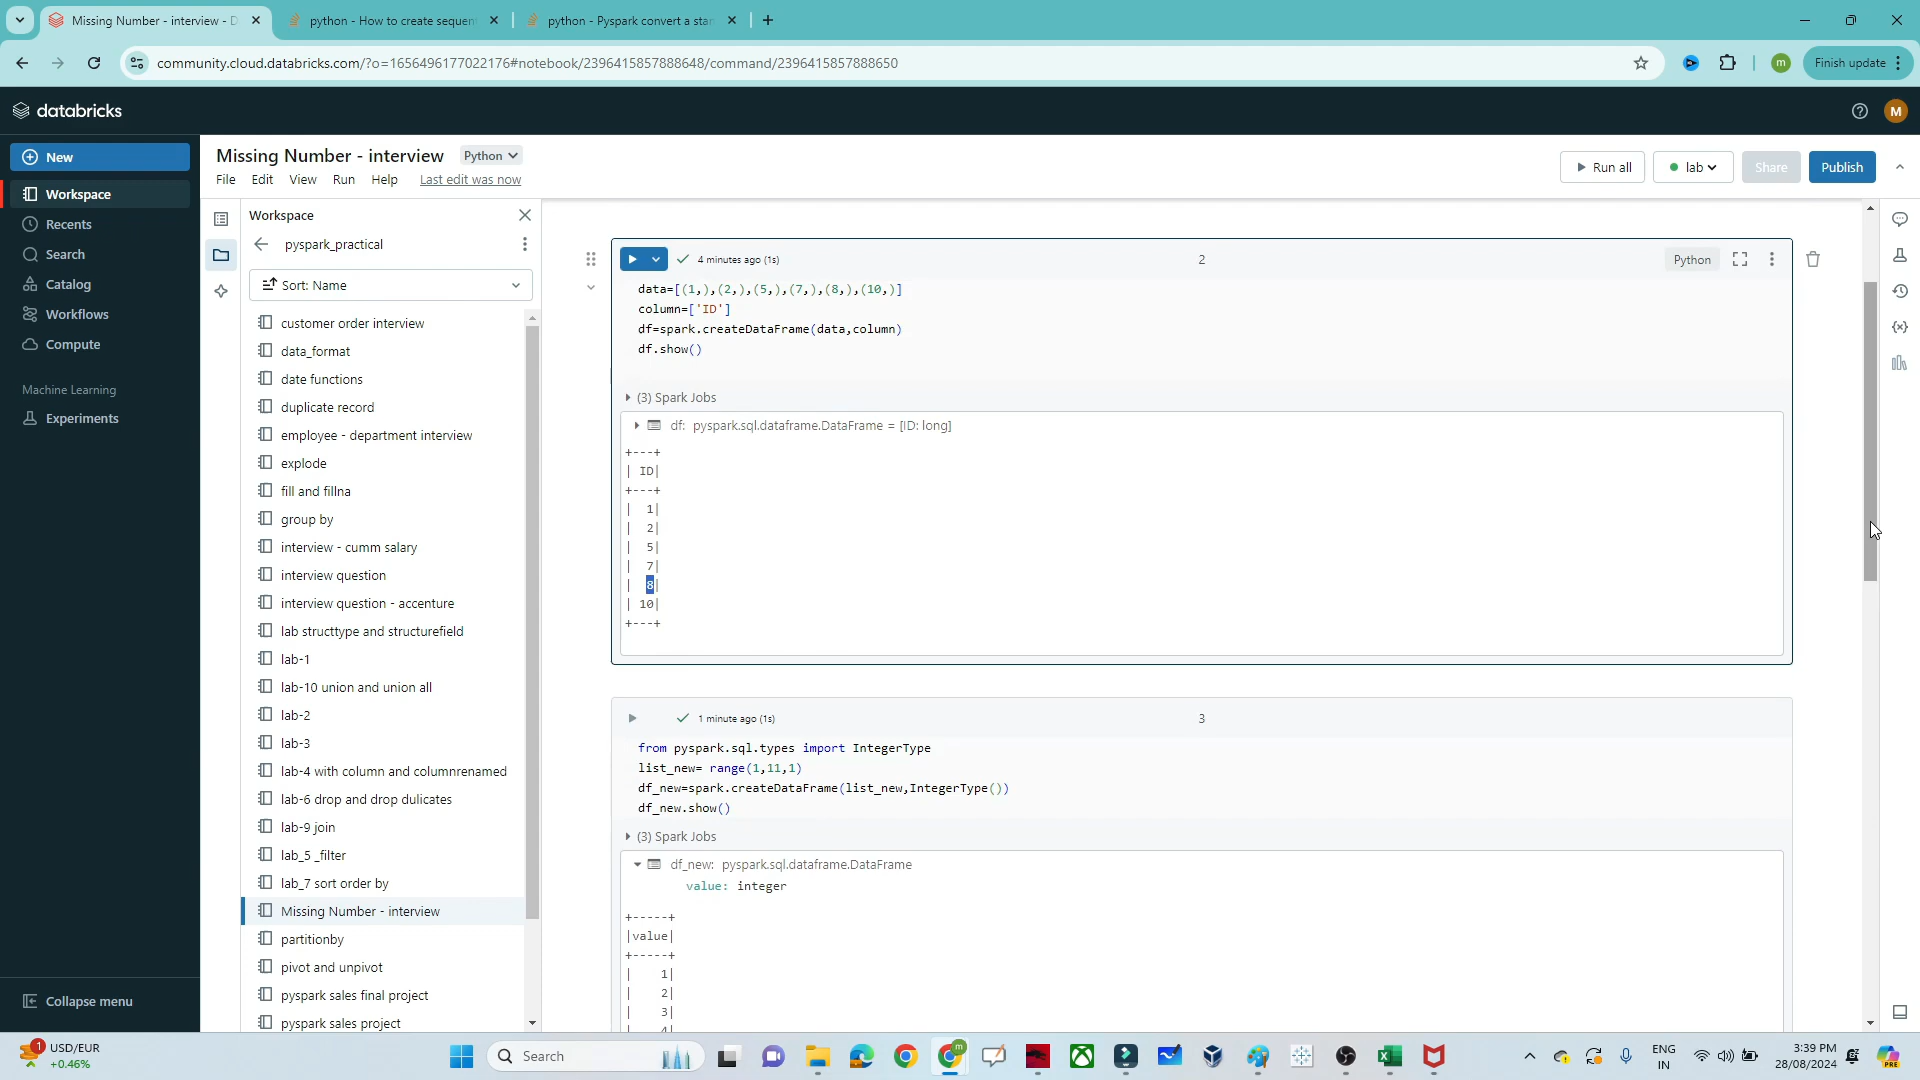 Missing Number - interview - D
python - How to create sequen
python - Pyspark convert a star
community.cloud.databricks.com/?o=1656496177022176#notebook/2396415857888648/command/2396415857888650
m
Finish update
databricks
M
New
Workspace
Recents
Search
Catalog
Workflows
Compute
Machine Learning
Experiments
Collapse menu
Missing Number - interview
Python
File
Edit
View
Run
Help
Last edit was now
Run all
lab
Share
Publish
Workspace
pyspark_practical
Sort: Name
customer order interview
data_format
date functions
duplicate record
employee - department interview
explode
fill and fillna
group by
interview - cumm salary
interview question
interview question - accenture
lab structtype and structurefield
lab-1
lab-10 union and union all
lab-2
lab-3
lab-4 with column and columnrenamed
lab-6 drop and drop dulicates
lab-9 join
lab_5 _filter
lab_7 sort order by
Missing Number - interview
partitionby
pivot and unpivot
pyspark sales final project
pyspark sales project
4 minutes ago (1s)
2
Python
data=[(1,),(2,),(5,),(7,),(8,),(10,)]
column=['ID']
df=spark.createDataFrame(data,column)
df.show()
(3) Spark Jobs
df: pyspark.sql.dataframe.DataFrame = [ID: long]
+---+
| ID|
+---+
| 1|
| 2|
| 5|
| 7|
| 8|
| 10|
+---+
1 minute ago (1s)
3
from pyspark.sql.types import IntegerType
list_new= range(1,11,1)
df_new=spark.createDataFrame(list_new,IntegerType())
df_new.show()
(3) Spark Jobs
df_new: pyspark.sql.dataframe.DataFrame
value: integer
+-----+
|value|
+-----+
| 1|
| 2|
| 3|
| 4|
1
USD/EUR
+0.46%
Search
m
ENG
IN
3:39 PM
28/08/2024
PRE